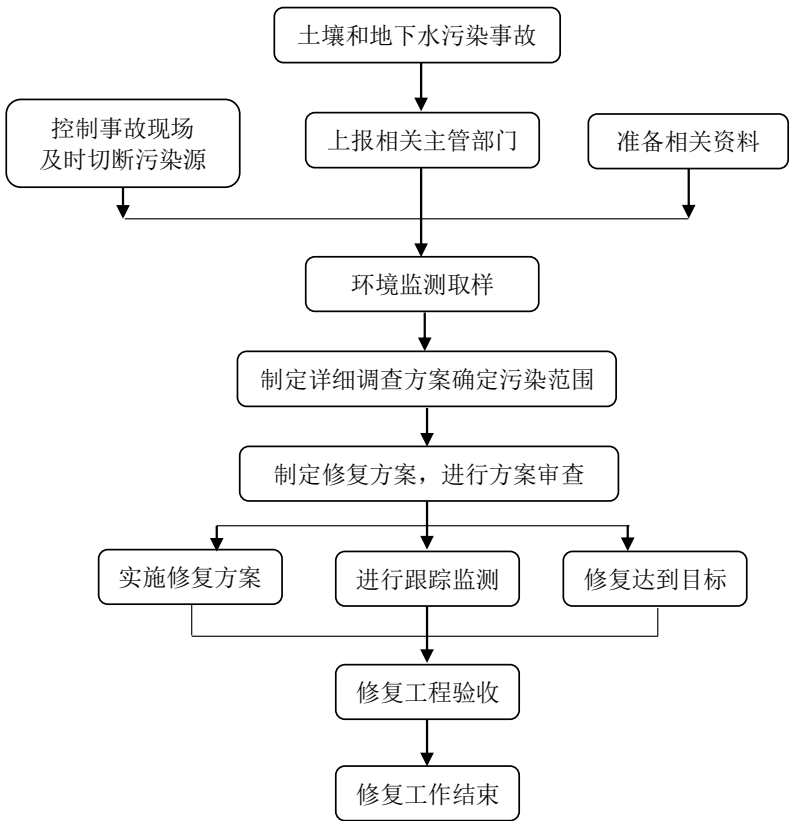 土壤和地下水污染事故
控制事故现场
及时切断污染源
上报相关主管部门
准备相关资料
环境监测取样
制定详细调查方案确定污染范围
制定修复方案，进行方案审查
实施修复方案
进行跟踪监测
修复达到目标
修复工程验收
修复工作结束